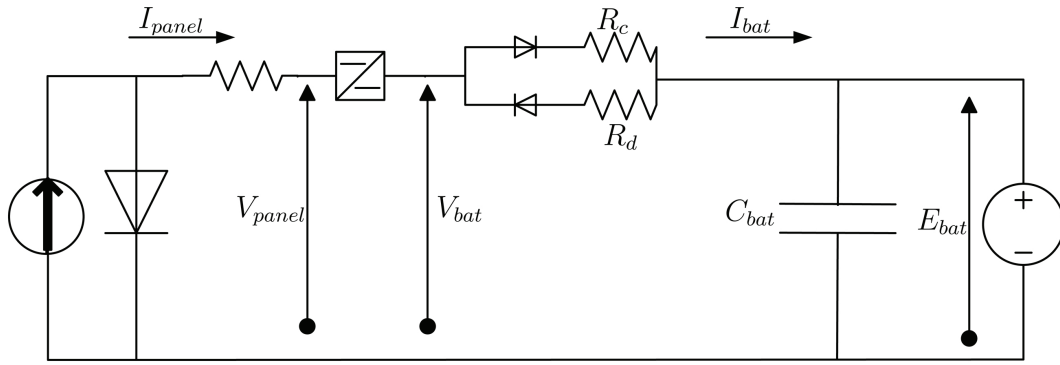 I_panel
R_c
I_bat
R_d
V_panel
V_bat
C_bat
E_bat
+
−